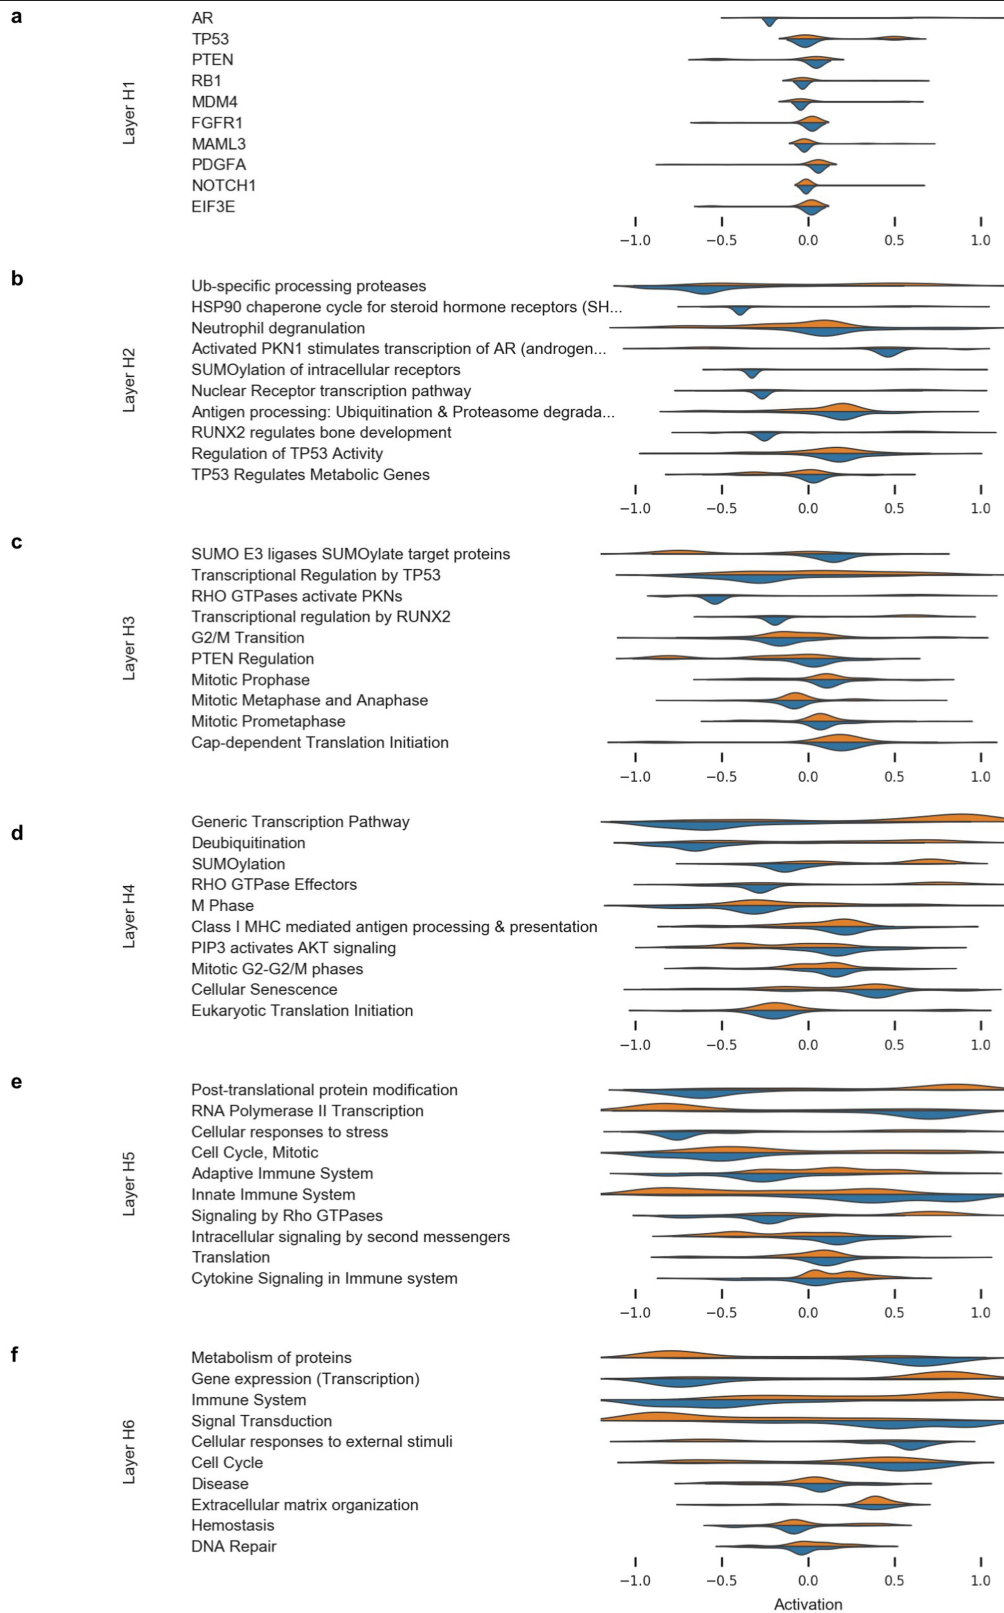 a
Layer H1
AR
TP53
PTEN
RB1
MDM4
FGFR1
MAML3
PDGFA
NOTCH1
EIF3E
−1.0 −0.5 0.0 0.5 1.0
b
Layer H2
Ub-specific processing proteases
HSP90 chaperone cycle for steroid hormone receptors (SH...
Neutrophil degranulation
Activated PKN1 stimulates transcription of AR (androgen...
SUMOylation of intracellular receptors
Nuclear Receptor transcription pathway
Antigen processing: Ubiquitination & Proteasome degrada...
RUNX2 regulates bone development
Regulation of TP53 Activity
TP53 Regulates Metabolic Genes
−1.0 −0.5 0.0 0.5 1.0
c
Layer H3
SUMO E3 ligases SUMOylate target proteins
Transcriptional Regulation by TP53
RHO GTPases activate PKNs
Transcriptional regulation by RUNX2
G2/M Transition
PTEN Regulation
Mitotic Prophase
Mitotic Metaphase and Anaphase
Mitotic Prometaphase
Cap-dependent Translation Initiation
−1.0 −0.5 0.0 0.5 1.0
d
Layer H4
Generic Transcription Pathway
Deubiquitination
SUMOylation
RHO GTPase Effectors
M Phase
Class I MHC mediated antigen processing & presentation
PIP3 activates AKT signaling
Mitotic G2-G2/M phases
Cellular Senescence
Eukaryotic Translation Initiation
−1.0 −0.5 0.0 0.5 1.0
e
Layer H5
Post-translational protein modification
RNA Polymerase II Transcription
Cellular responses to stress
Cell Cycle, Mitotic
Adaptive Immune System
Innate Immune System
Signaling by Rho GTPases
Intracellular signaling by second messengers
Translation
Cytokine Signaling in Immune system
−1.0 −0.5 0.0 0.5 1.0
f
Layer H6
Metabolism of proteins
Gene expression (Transcription)
Immune System
Signal Transduction
Cellular responses to external stimuli
Cell Cycle
Disease
Extracellular matrix organization
Hemostasis
DNA Repair
−1.0 −0.5 0.0 0.5 1.0
Activation